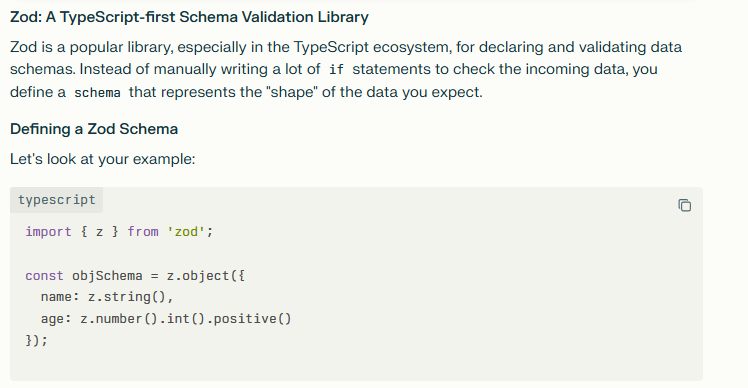 Zod: A TypeScript-first Schema Validation Library
Zod is a popular library, especially in the TypeScript ecosystem, for declaring and validating data
schemas. Instead of manually writing a lot of if statements to check the incoming data, you
define a schema that represents the "shape" of the data you expect.
Defining a Zod Schema
Let's look at your example:
typescript
import { z } from 'zod';
const objSchema = z.object({
  name: z.string(),
  age: z.number().int().positive()
});